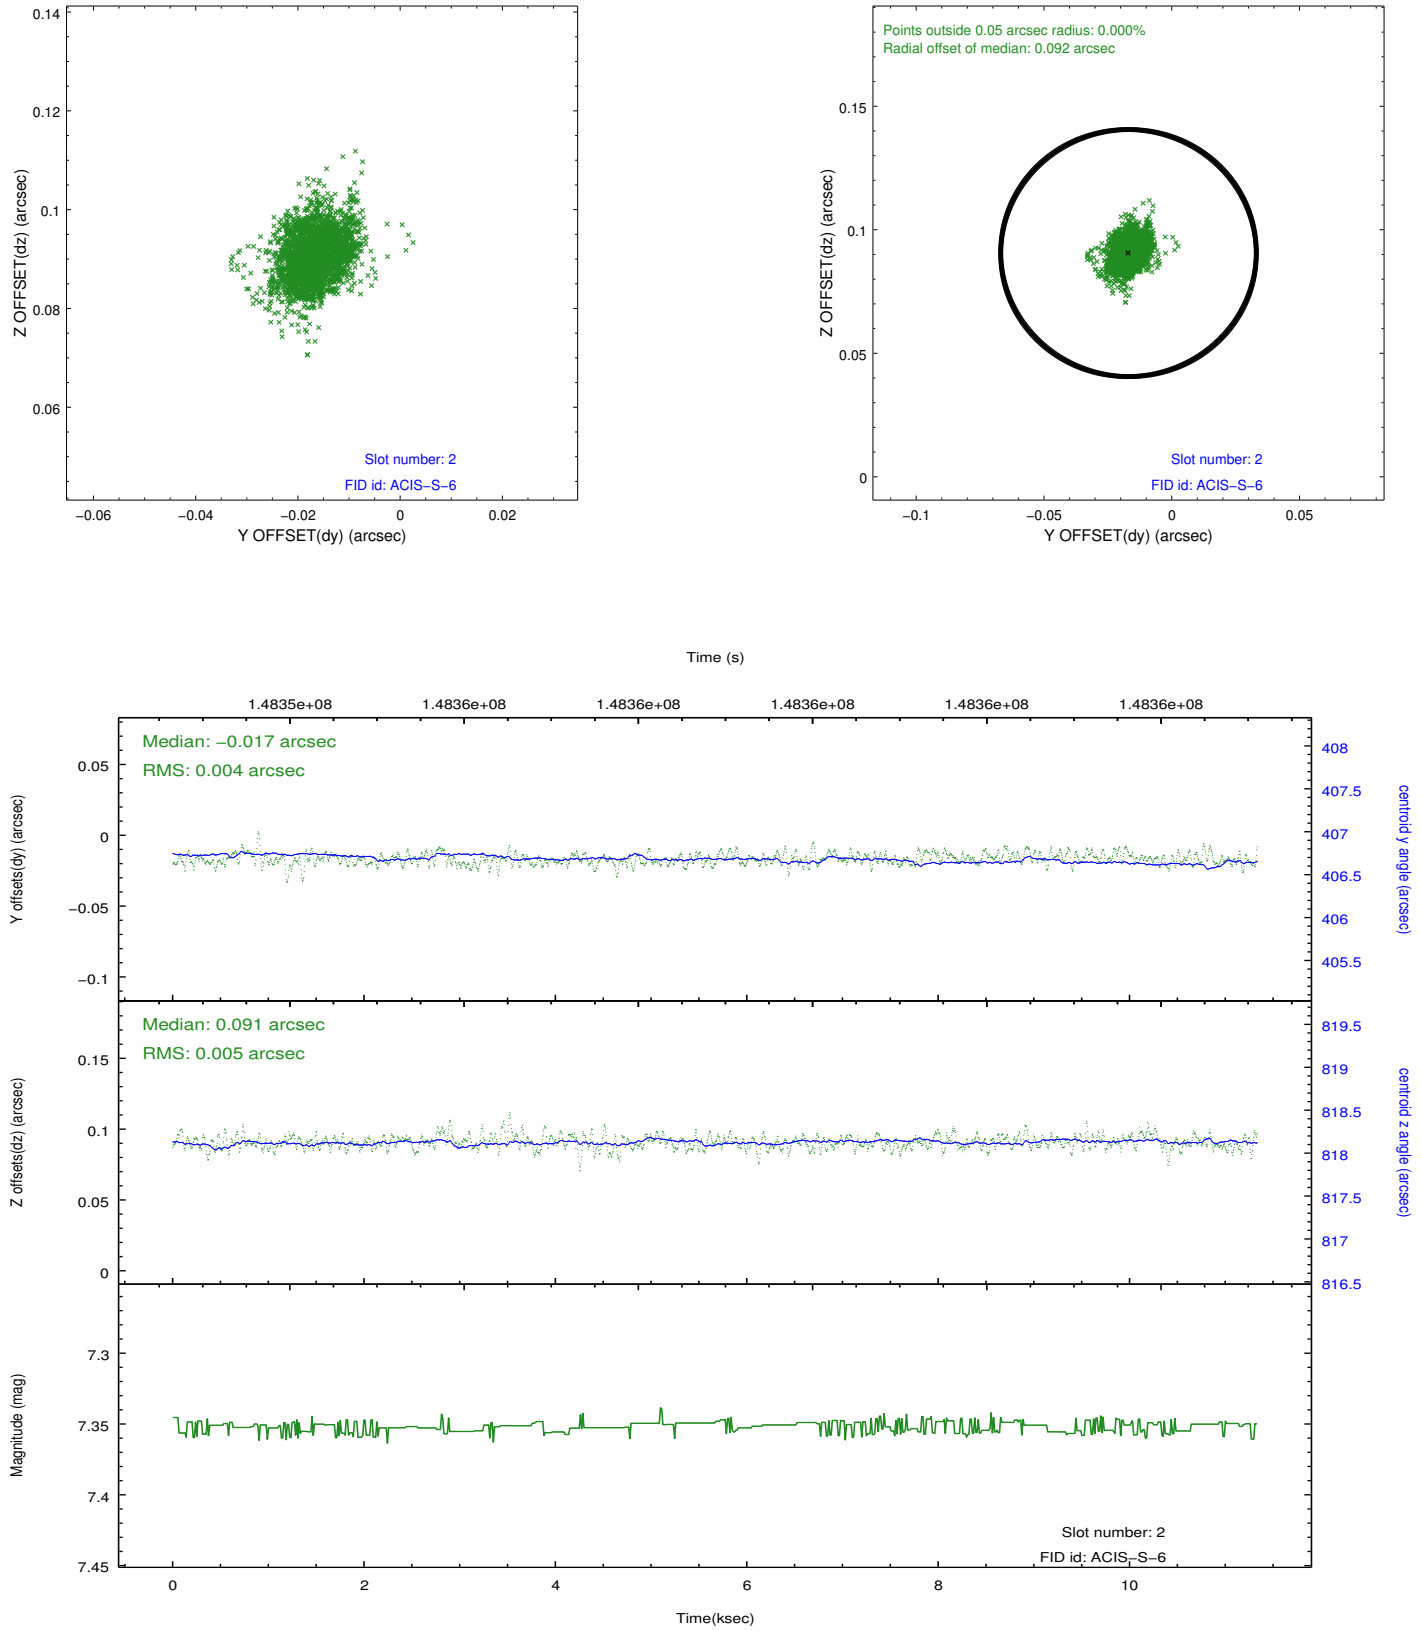 0.14
0.12
0.1
0.08
0.06
Z OFFSET(dz) (arcsec)
Slot number: 2
FID id: ACIS−S−6
−0.06 −0.04 −0.02 0 0.02
Y OFFSET(dy) (arcsec)
Points outside 0.05 arcsec radius: 0.000%
Radial offset of median: 0.092 arcsec
0.15
0.1
0.05
0
Z OFFSET(dz) (arcsec)
Slot number: 2
FID id: ACIS−S−6
−0.1 −0.05 0 0.05
Y OFFSET(dy) (arcsec)
Time (s)
1.4835e+08 1.4836e+08 1.4836e+08 1.4836e+08 1.4836e+08 1.4836e+08
Median: −0.017 arcsec
RMS: 0.004 arcsec
0.05
0
−0.05
−0.1
Y offsets(dy) (arcsec)
408
407.5
407
406.5
406
405.5
centroid y angle (arcsec)
Median: 0.091 arcsec
RMS: 0.005 arcsec
0.15
0.1
0.05
0
Z offsets(dz) (arcsec)
819.5
819
818.5
818
817.5
817
816.5
centroid z angle (arcsec)
7.3
7.35
7.4
7.45
Magnitude (mag)
Slot number: 2
FID id: ACIS−S−6
0 2 4 6 8 10
Time(ksec)